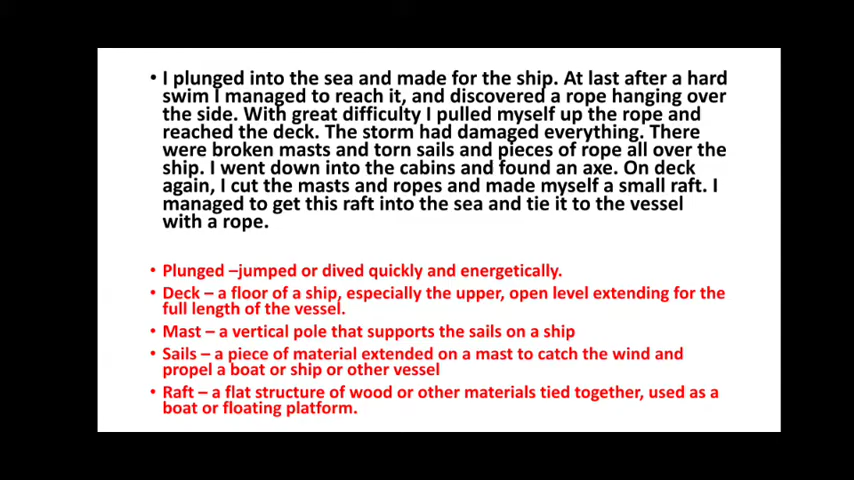 • I plunged into the sea and made for the ship. At last after a hard
swim I managed to reach it, and discovered a rope hanging over
the side. With great difficulty I pulled myself up the rope and
reached the deck. The storm had damaged everything. There
were broken masts and torn sails and pieces of rope all over the
ship. I went down into the cabins and found an axe. On deck
again, I cut the masts and ropes and made myself a small raft. I
managed to get this raft into the sea and tie it to the vessel
with a rope.
• Plunged –jumped or dived quickly and energetically.
• Deck – a floor of a ship, especially the upper, open level extending for the
full length of the vessel.
• Mast – a vertical pole that supports the sails on a ship
• Sails – a piece of material extended on a mast to catch the wind and
propel a boat or ship or other vessel
• Raft – a flat structure of wood or other materials tied together, used as a
boat or floating platform.